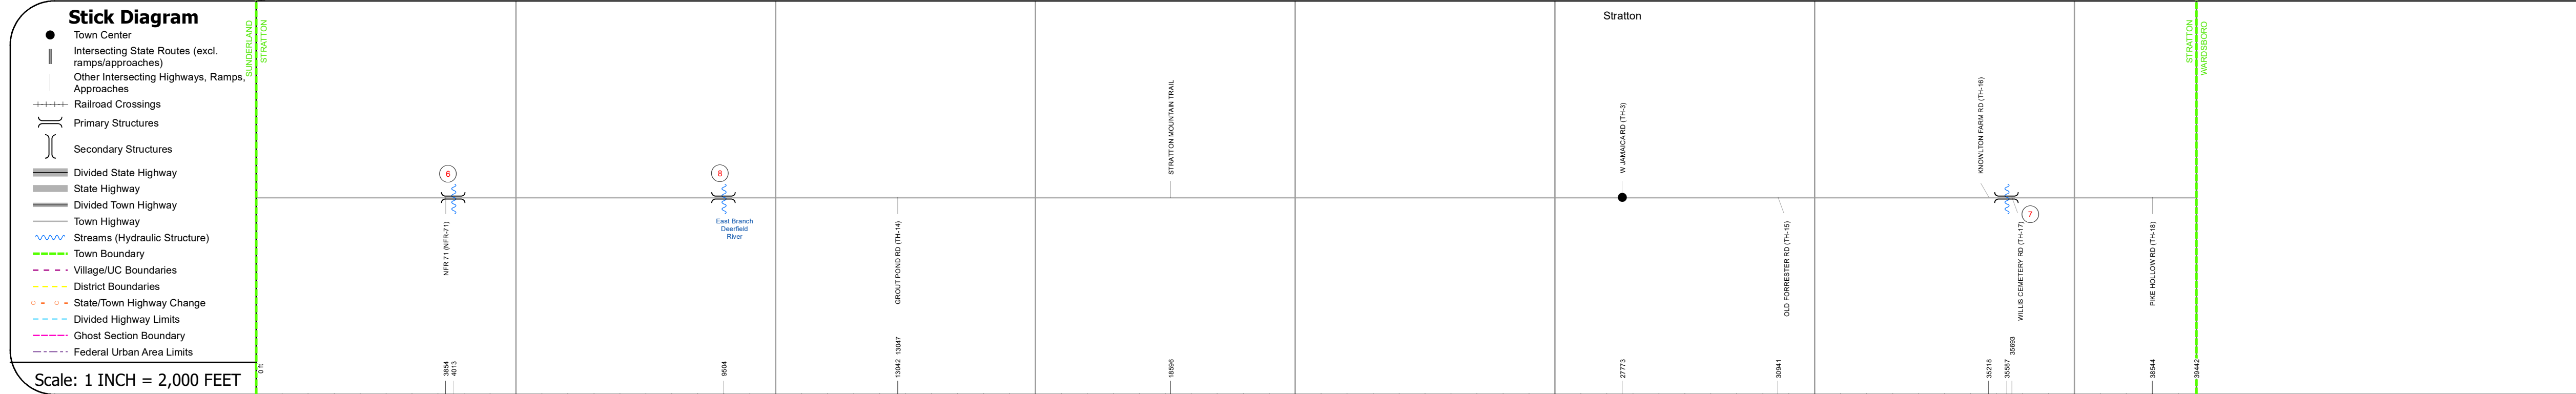 Stick Diagram
Town Center
Intersecting State Routes (excl.
ramps/approaches)
Other Intersecting Highways, Ramps,
Approaches
Railroad Crossings
Primary Structures
Secondary Structures
Divided State Highway
State Highway
Divided Town Highway
Town Highway
Streams (Hydraulic Structure)
Town Boundary
Village/UC Boundaries
District Boundaries
State/Town Highway Change
Divided Highway Limits
Ghost Section Boundary
Federal Urban Area Limits
Scale: 1 INCH = 2,000 FEET
SUNDERLAND
STRATTON
0 ft
6
NFR 71 (NFR-71)
3854
4013
8
East Branch
Deerfield
River
9504
GROUT POND RD (TH-14)
13042
13047
STRATTON MOUNTAIN TRAIL
18596
Stratton
W JAMAICA RD (TH-3)
27773
OLD FORRESTER RD (TH-15)
30941
KNOWLTON FARM RD (TH-16)
35218
7
35587
WILLIS CEMETERY RD (TH-17)
35693
PIKE HOLLOW RD (TH-18)
38544
STRATTON
WARDSBORO
39442